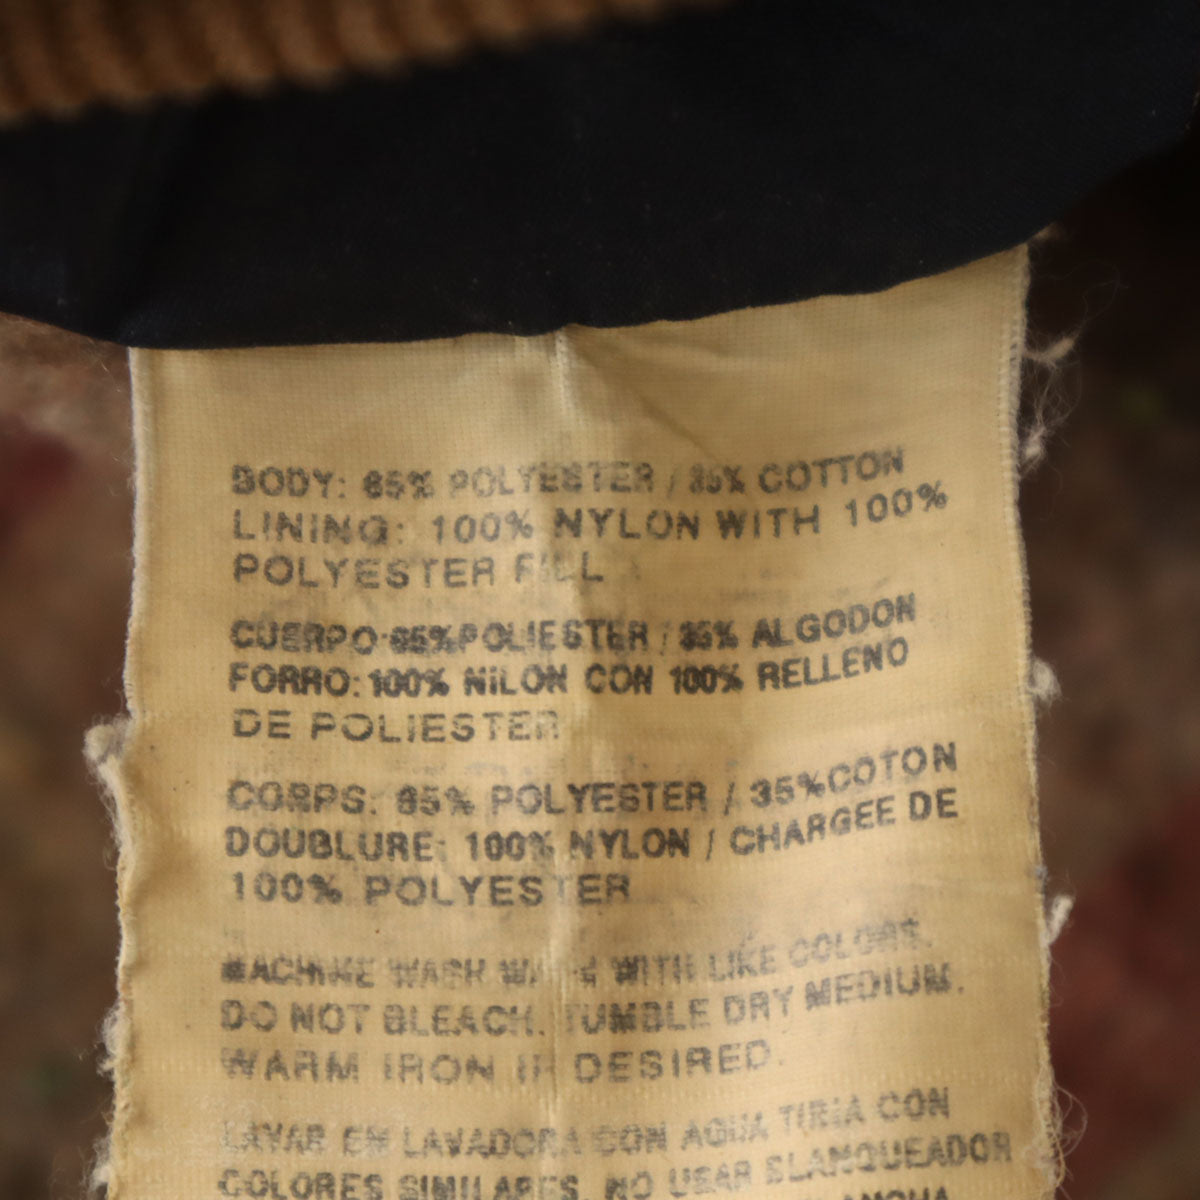 BODY: 65% POLYESTER / 35% COTTON
LINING: 100% NYLON WITH 100%
POLYESTER FILL
CUERPO: 65% POLIESTER / 35% ALGODON
FORRO: 100% NILON CON 100% RELLENO
DE POLIESTER
CORPS: 65% POLYESTER / 35% COTON
DOUBLURE: 100% NYLON / CHARGEE DE
100% POLYESTER
MACHINE WASH WARM WITH LIKE COLORS.
DO NOT BLEACH. TUMBLE DRY MEDIUM.
WARM IRON IF DESIRED.
LAVAR EN LAVADORA CON AGUA TIBIA CON
COLORES SIMILARES. NO USAR BLANQUEADOR